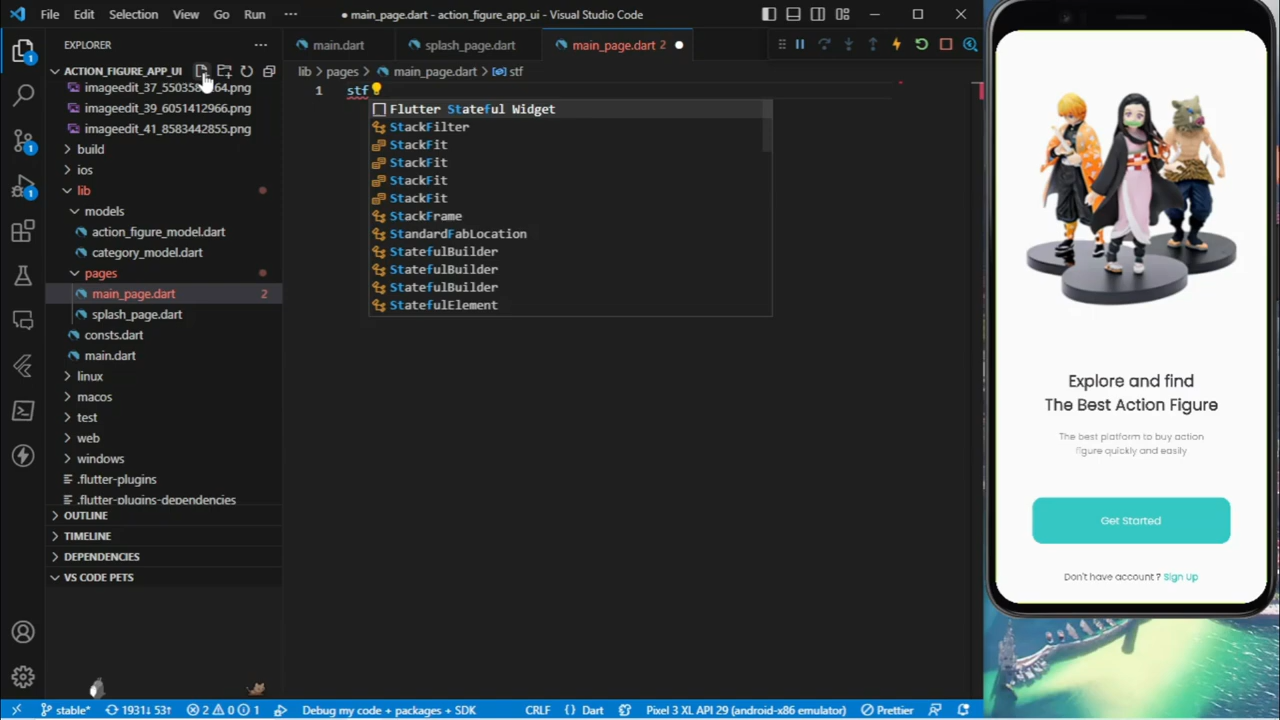 File Edit Selection View Go Run ··· ● main_page.dart - action_figure_app_ui - Visual Studio Code
EXPLORER ···
main.dart
splash_page.dart
main_page.dart 2 ●
ACTION_FIGURE_APP_UI
lib > pages > main_page.dart > stf
imageedit_39_6051412966.png
imageedit_41_8583442855.png
build
ios
lib
models
action_figure_model.dart
category_model.dart
pages
main_page.dart 2
splash_page.dart
consts.dart
main.dart
linux
macos
test
web
windows
.flutter-plugins
.flutter-plugins-dependencies
OUTLINE
TIMELINE
DEPENDENCIES
VS CODE PETS
1
1
1
1 stf
Flutter Stateful Widget
StackFilter
StackFit
StackFit
StackFit
StackFit
StackFrame
StandardFabLocation
StatefulBuilder
StatefulBuilder
StatefulBuilder
StatefulElement
Explore and find
The Best Action Figure
The best platform to buy action
figure quickly and easily
Get Started
Don't have account ? Sign Up
stable* 1931↓ 53↑ 2 0 1 Debug my code + packages + SDK CRLF {} Dart Pixel 3 XL API 29 (android-x86 emulator) Prettier